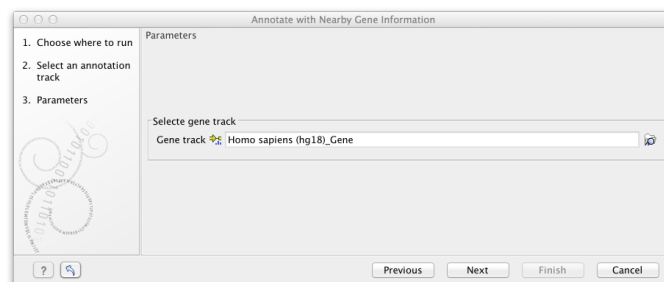 Annotate with Nearby Gene Information
1. Choose where to run
2. Select an annotation
track
3. Parameters
Parameters
Selecte gene track
Gene track Homo sapiens (hg18)_Gene
? Previous Next Finish Cancel